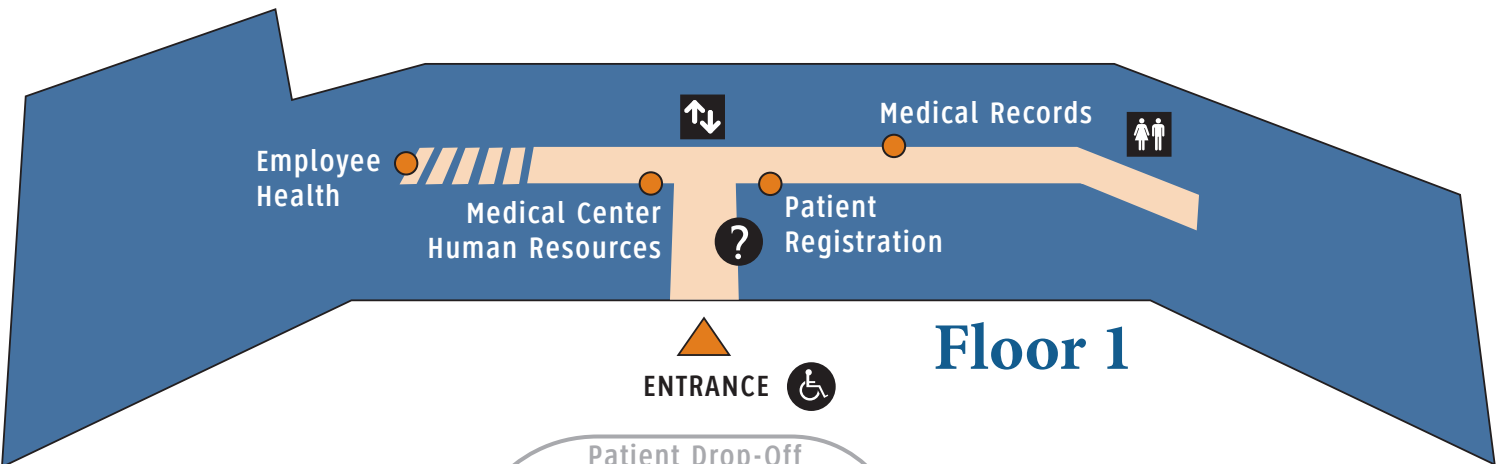 Medical Records
Employee
Health
Medical Center
Human Resources
Patient
Registration
?
Floor 1
ENTRANCE
Patient Drop-Off